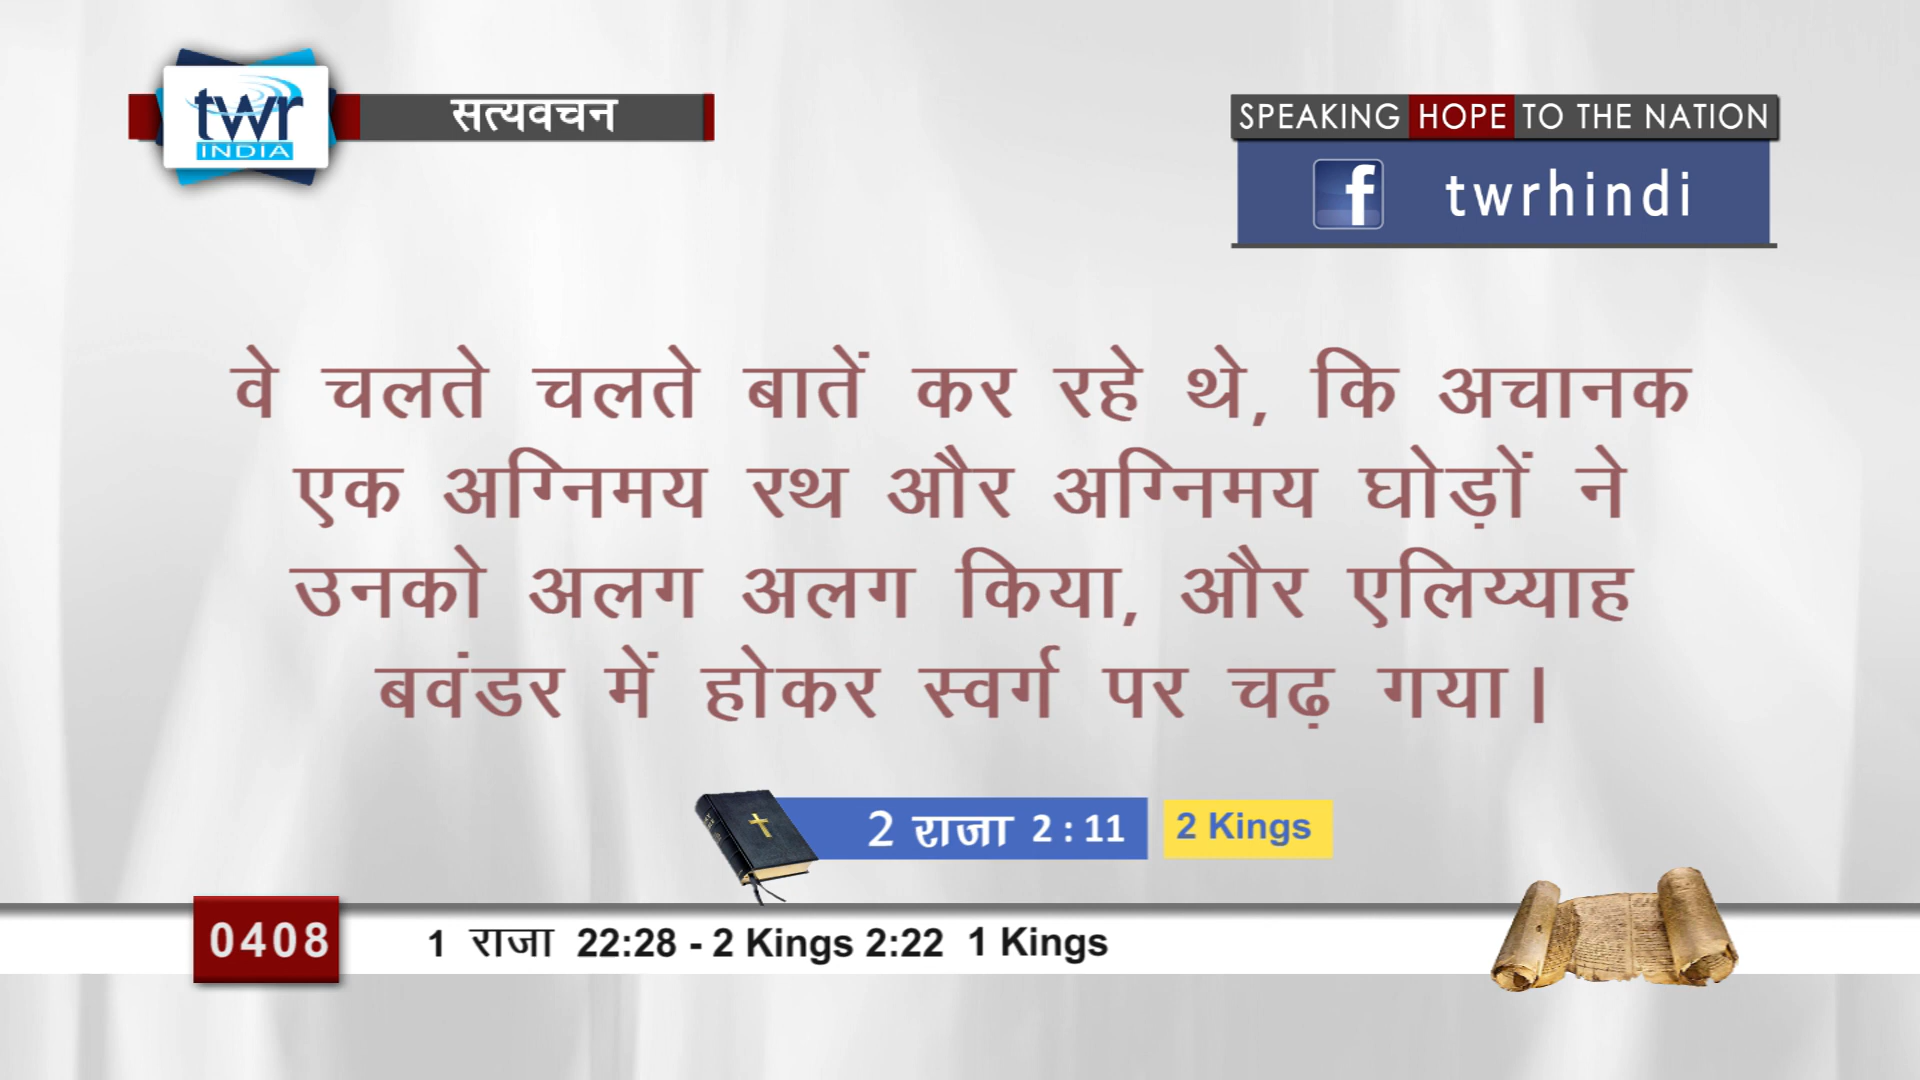 twr
INDIA
सत्यवचन
SPEAKING HOPE TO THE NATION
f twrhindi
वे चलते चलते बातें कर रहे थे, कि अचानक
एक अग्निमय रथ और अग्निमय घोड़ों ने
उनको अलग अलग किया, और एलिय्याह
बवंडर में होकर स्वर्ग पर चढ़ गया।
2 राजा 2 : 11 2 Kings
0408 1 राजा 22:28 - 2 Kings 2:22 1 Kings